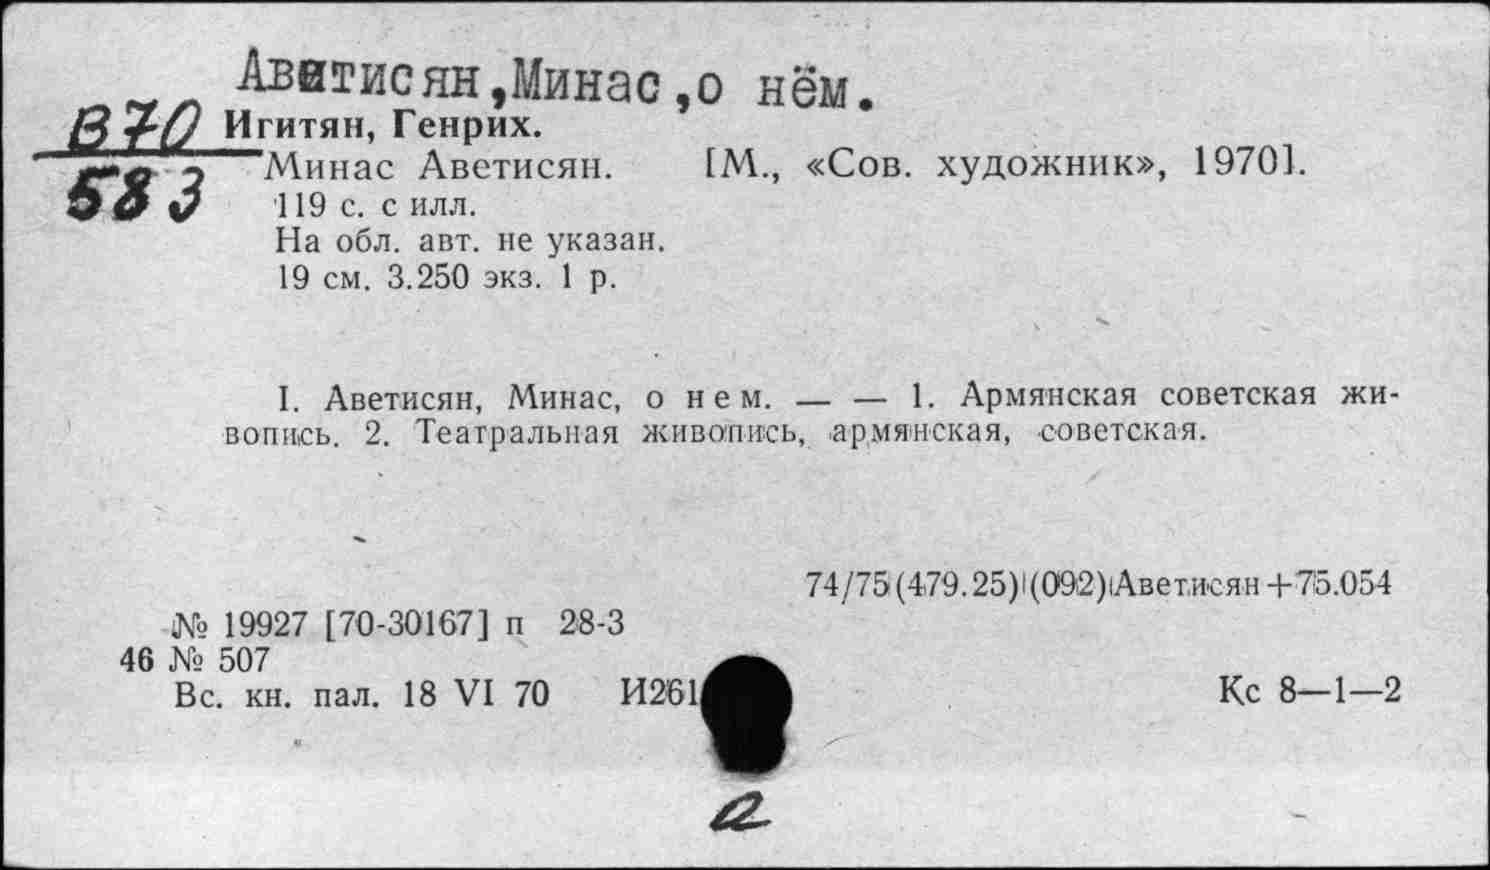 Аветисян,Минас,о нём.
В70 Игитян, Генрих.
583 Минас Аветисян. [М., «Сов. художник», 1970].
119 с. с илл.
На обл. авт. не указан.
19 см. 3.250 экз. 1 р.
I. Аветисян, Минас, о нем. — — 1. Армянская советская жи-
вопись. 2. Театральная живопись, армянская, советская.
74/75(479.25)(092)Аветисян+75.054
№ 19927 [70-30167] п 28-3
46 № 507
Вс. кн. пал. 18 VI 70 И261 Кс 8—1—2
а